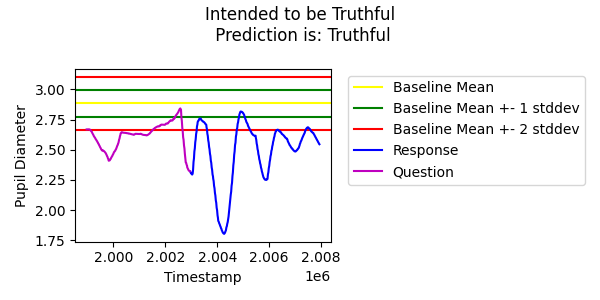 Intended to be Truthful
Prediction is: Truthful
Pupil Diameter
3.00
2.75
2.50
2.25
2.00
1.75
2.000
2.002
2.004
2.006
2.008
1e6
Timestamp
Baseline Mean
Baseline Mean +- 1 stddev
Baseline Mean +- 2 stddev
Response
Question